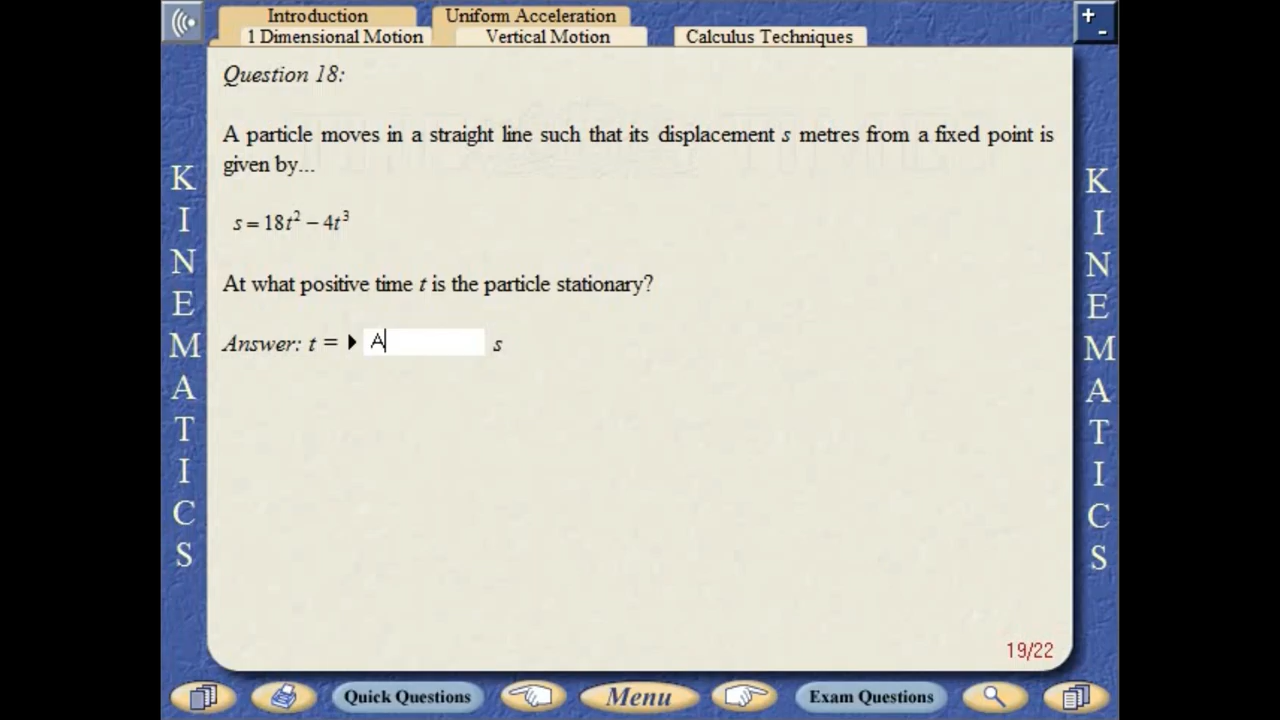 Introduction
Uniform Acceleration
+
-
1 Dimensional Motion
Vertical Motion
Calculus Techniques
Question 18:
A particle moves in a straight line such that its displacement s metres from a fixed point is
given by...
s = 18t² − 4t³
At what positive time t is the particle stationary?
Answer: t = A s
KINEMATICS
KINEMATICS
19/22
Quick Questions
Menu
Exam Questions